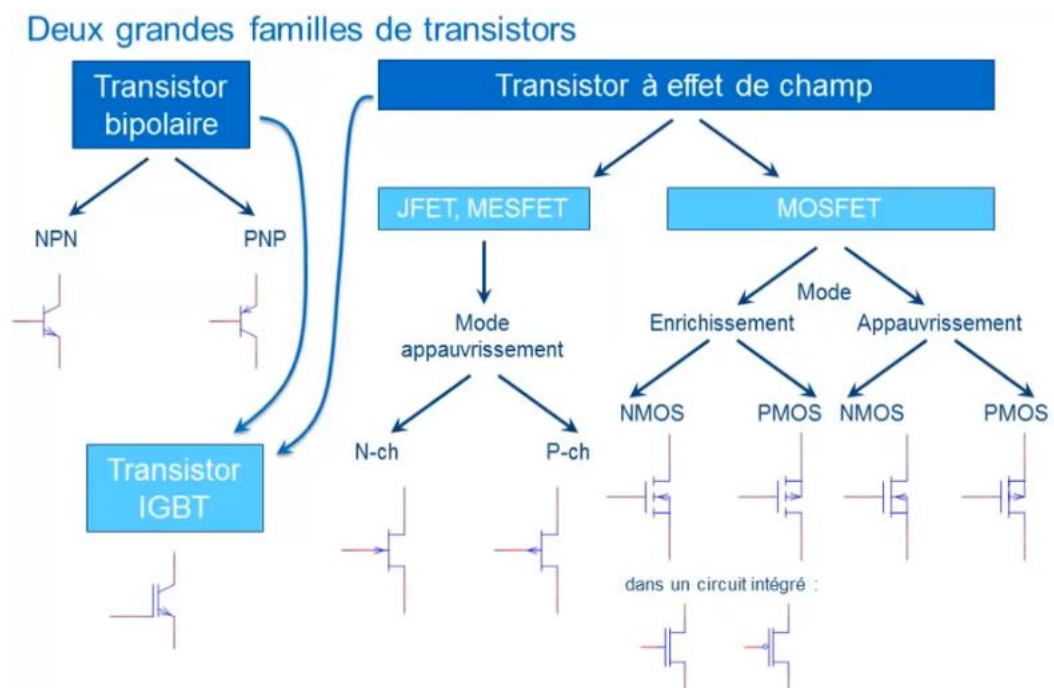 Deux grandes familles de transistors
Transistor
bipolaire
Transistor à effet de champ
JFET, MESFET
MOSFET
NPN
PNP
Mode
Mode
appauvrissement
Enrichissement
Appauvrissement
NMOS
PMOS
NMOS
PMOS
N-ch
P-ch
Transistor
IGBT
dans un circuit intégré :